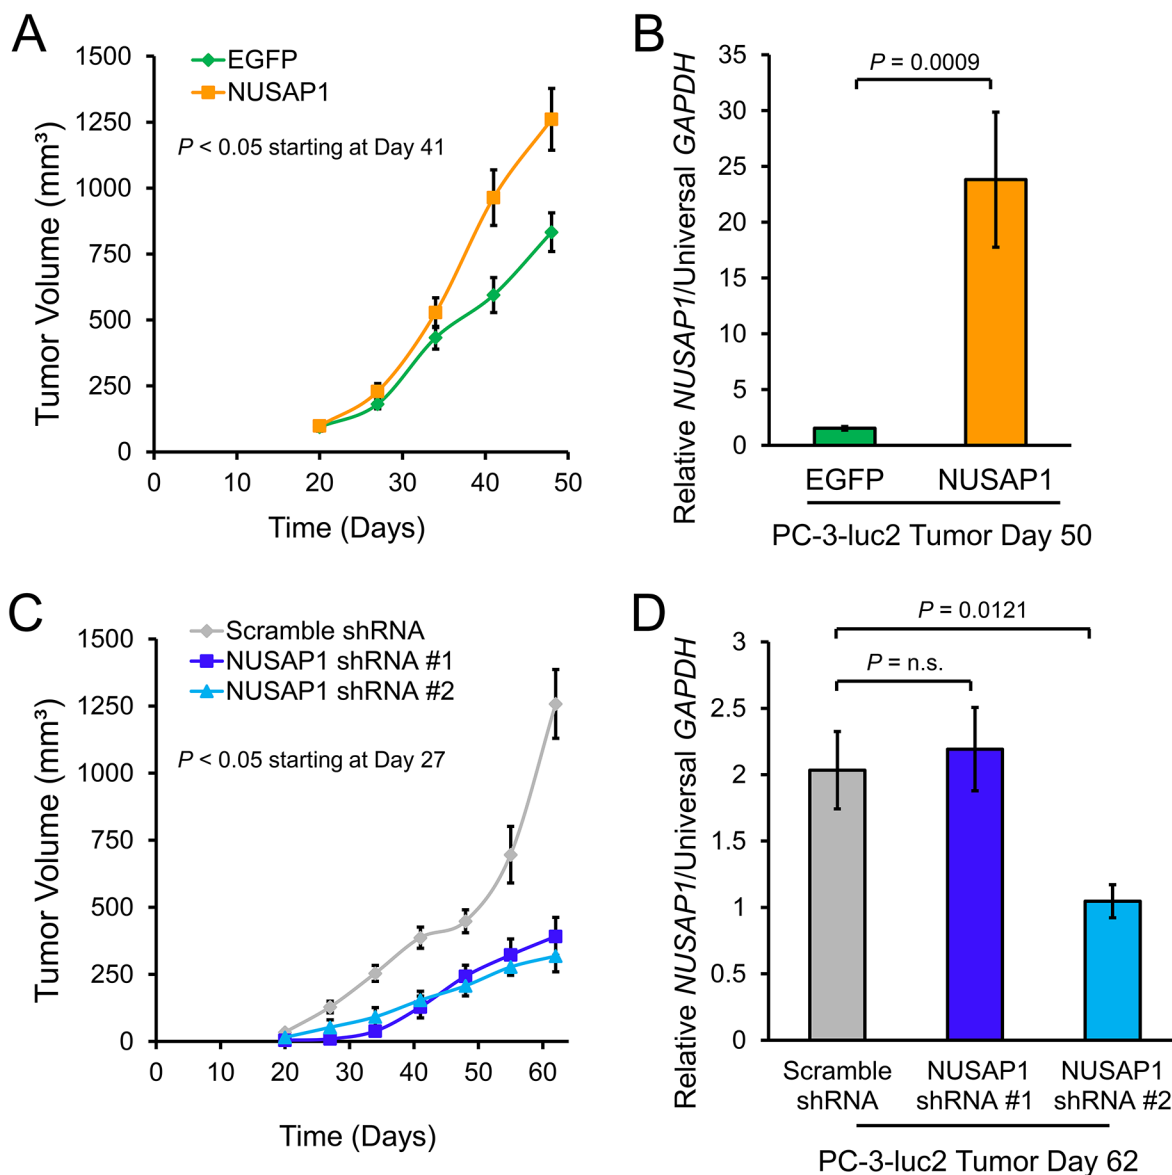 A
EGFP
NUSAP1
P < 0.05 starting at Day 41
1500
1250
1000
750
500
250
0
Tumor Volume (mm³)
0 10 20 30 40 50
Time (Days)
B
P = 0.0009
35
30
25
20
15
10
5
0
Relative NUSAP1/Universal GAPDH
EGFP NUSAP1
PC-3-luc2 Tumor Day 50
C
Scramble shRNA
NUSAP1 shRNA #1
NUSAP1 shRNA #2
P < 0.05 starting at Day 27
1500
1250
1000
750
500
250
0
Tumor Volume (mm³)
0 10 20 30 40 50 60
Time (Days)
D
P = 0.0121
P = n.s.
3
2.5
2
1.5
1
0.5
0
Relative NUSAP1/Universal GAPDH
Scramble NUSAP1 NUSAP1
shRNA shRNA #1 shRNA #2
PC-3-luc2 Tumor Day 62